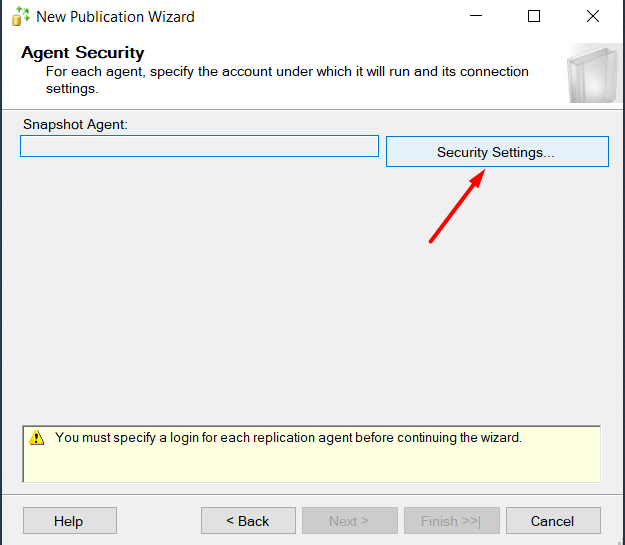 New Publication Wizard
Agent Security
For each agent, specify the account under which it will run and its connection
settings.
Snapshot Agent:
Security Settings...
You must specify a login for each replication agent before continuing the wizard.
Help
< Back
Next >
Finish >>|
Cancel